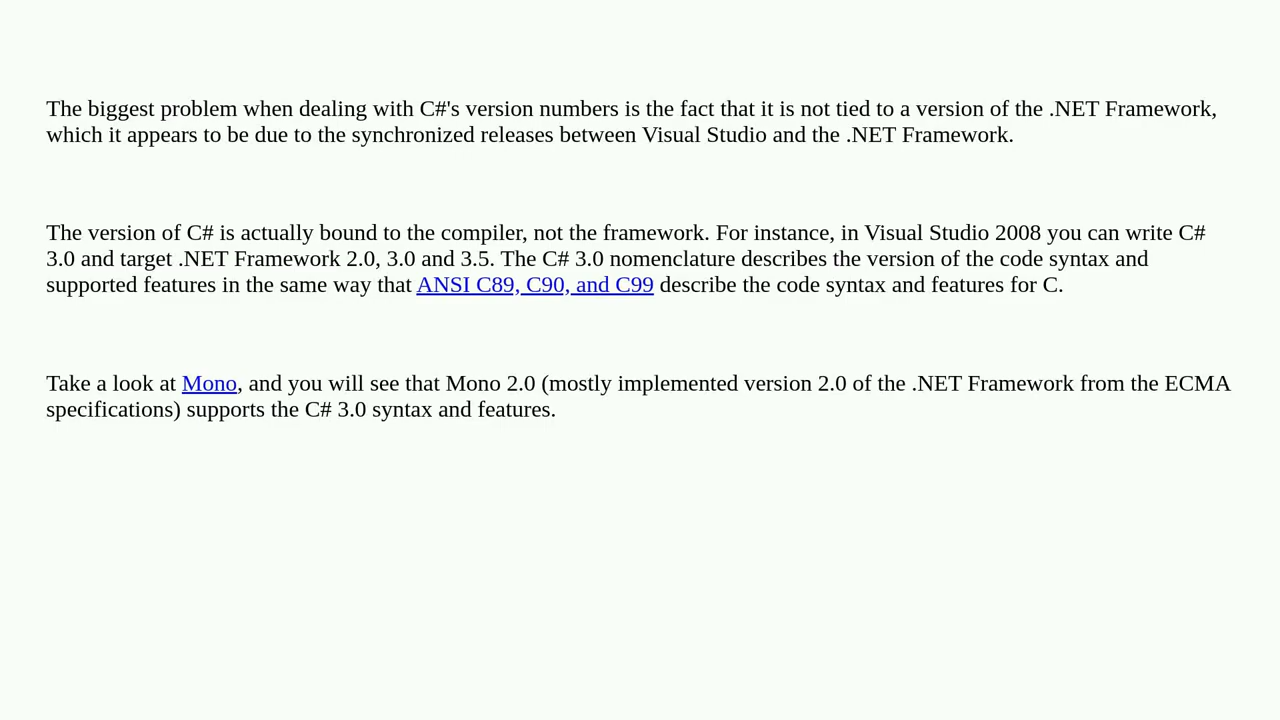 The biggest problem when dealing with C#'s version numbers is the fact that it is not tied to a version of the .NET Framework,
which it appears to be due to the synchronized releases between Visual Studio and the .NET Framework.
The version of C# is actually bound to the compiler, not the framework. For instance, in Visual Studio 2008 you can write C#
3.0 and target .NET Framework 2.0, 3.0 and 3.5. The C# 3.0 nomenclature describes the version of the code syntax and
supported features in the same way that ANSI C89, C90, and C99 describe the code syntax and features for C.
Take a look at Mono, and you will see that Mono 2.0 (mostly implemented version 2.0 of the .NET Framework from the ECMA
specifications) supports the C# 3.0 syntax and features.